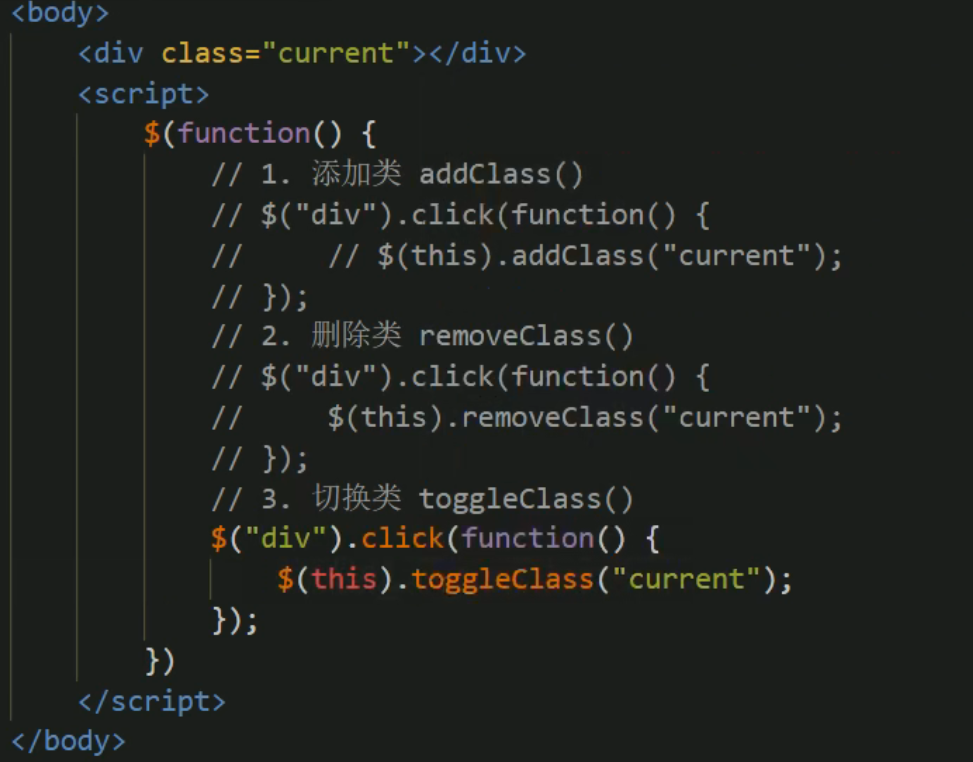 <body>
<div class="current"></div>
<script>
$(function() {
// 1. 添加类 addClass()
// $("div").click(function() {
// // $(this).addClass("current");
// });
// 2. 删除类 removeClass()
// $("div").click(function() {
// $(this).removeClass("current");
// });
// 3. 切换类 toggleClass()
$("div").click(function() {
$(this).toggleClass("current");
});
})
</script>
</body>